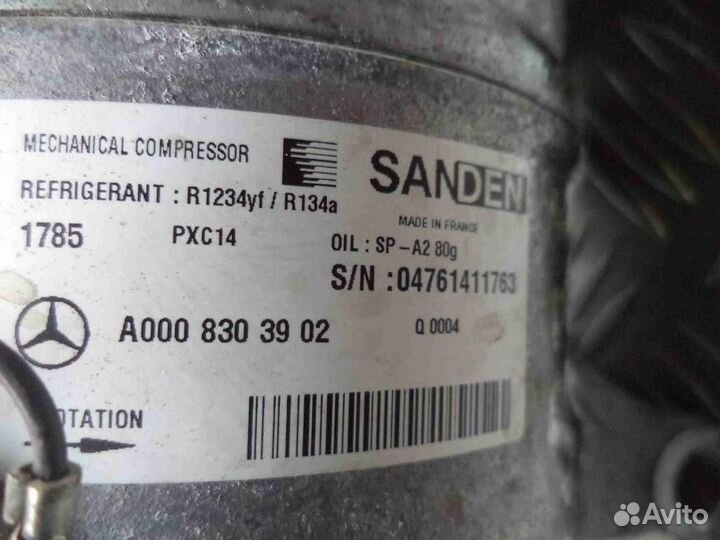 MECHANICAL COMPRESSOR
SANDEN
REFRIGERANT : R1234yf / R134a
MADE IN FRANCE
1785 PXC14 OIL : SP-A2 80g
S/N : 04761411763
A000 830 39 02 Q 0004
OTATION
Avito